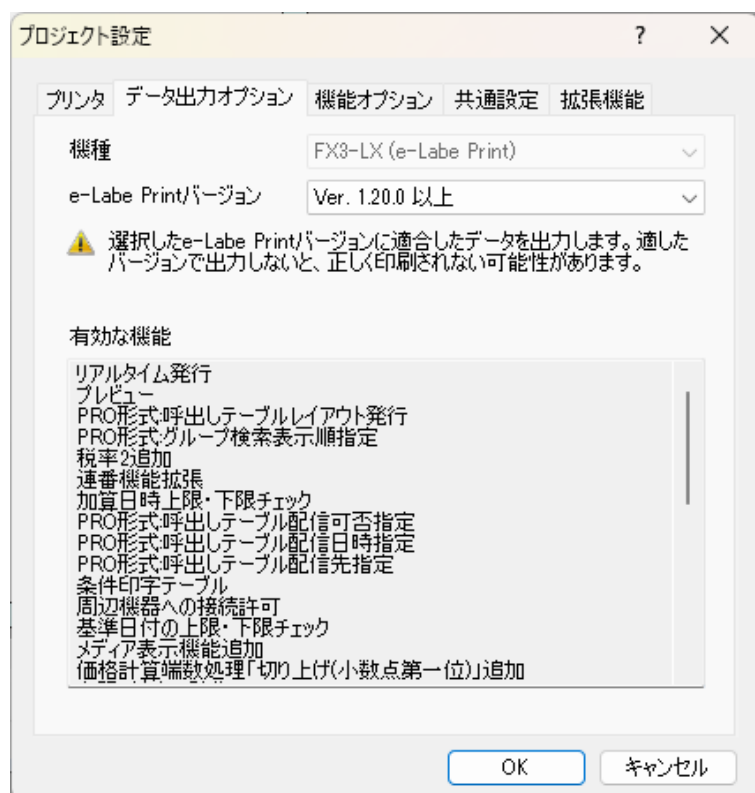 プロジェクト設定 ? ×
プリンタ データ出力オプション 機能オプション 共通設定 拡張機能
機種 FX3-LX (e-Labe Print)
e-Labe Printバージョン Ver. 1.20.0 以上
選択したe-Labe Printバージョンに適合したデータを出力します。適した
バージョンで出力しないと、正しく印刷されない可能性があります。
有効な機能
リアルタイム発行
プレビュー
PRO形式:呼出しテーブルレイアウト発行
PRO形式:グループ検索表示順指定
税率2追加
連番機能拡張
加算日時上限・下限チェック
PRO形式:呼出しテーブル配信可否指定
PRO形式:呼出しテーブル配信日時指定
PRO形式:呼出しテーブル配信先指定
条件印字テーブル
周辺機器への接続許可
基準日付の上限・下限チェック
メディア表示機能追加
価格計算端数処理「切り上げ(小数点第一位)」追加
OK キャンセル